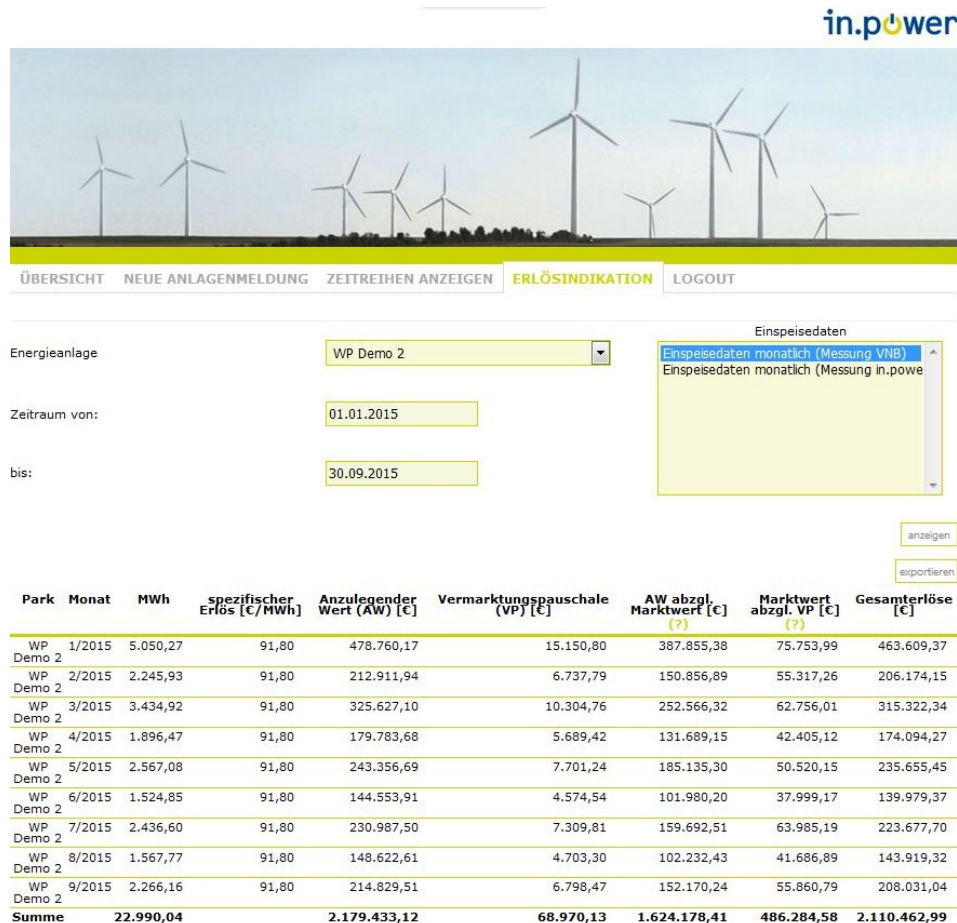 in.power
ÜBERSICHT NEUE ANLAGENMELDUNG ZEITREIHEN ANZEIGEN ERLÖSINDIKATION LOGOUT
Einspeisedaten
Energieanlage WP Demo 2 Einspeisedaten monatlich (Messung VNB)
Einspeisedaten monatlich (Messung in.powe
Zeitraum von: 01.01.2015
bis: 30.09.2015
anzeigen
exportieren
Park Monat MWh spezifischer Erlös [€/MWh] Anzulegender Wert (AW) [€] Vermarktungspauschale (VP) [€] AW abzgl. Marktwert [€] (?) Marktwert abzgl. VP [€] (?) Gesamterlöse [€]
WP Demo 2 1/2015 5.050,27 91,80 478.760,17 15.150,80 387.855,38 75.753,99 463.609,37
WP Demo 2 2/2015 2.245,93 91,80 212.911,94 6.737,79 150.856,89 55.317,26 206.174,15
WP Demo 2 3/2015 3.434,92 91,80 325.627,10 10.304,76 252.566,32 62.756,01 315.322,34
WP Demo 2 4/2015 1.896,47 91,80 179.783,68 5.689,42 131.689,15 42.405,12 174.094,27
WP Demo 2 5/2015 2.567,08 91,80 243.356,69 7.701,24 185.135,30 50.520,15 235.655,45
WP Demo 2 6/2015 1.524,85 91,80 144.553,91 4.574,54 101.980,20 37.999,17 139.979,37
WP Demo 2 7/2015 2.436,60 91,80 230.987,50 7.309,81 159.692,51 63.985,19 223.677,70
WP Demo 2 8/2015 1.567,77 91,80 148.622,61 4.703,30 102.232,43 41.686,89 143.919,32
WP Demo 2 9/2015 2.266,16 91,80 214.829,51 6.798,47 152.170,24 55.860,79 208.031,04
Summe 22.990,04 2.179.433,12 68.970,13 1.624.178,41 486.284,58 2.110.462,99